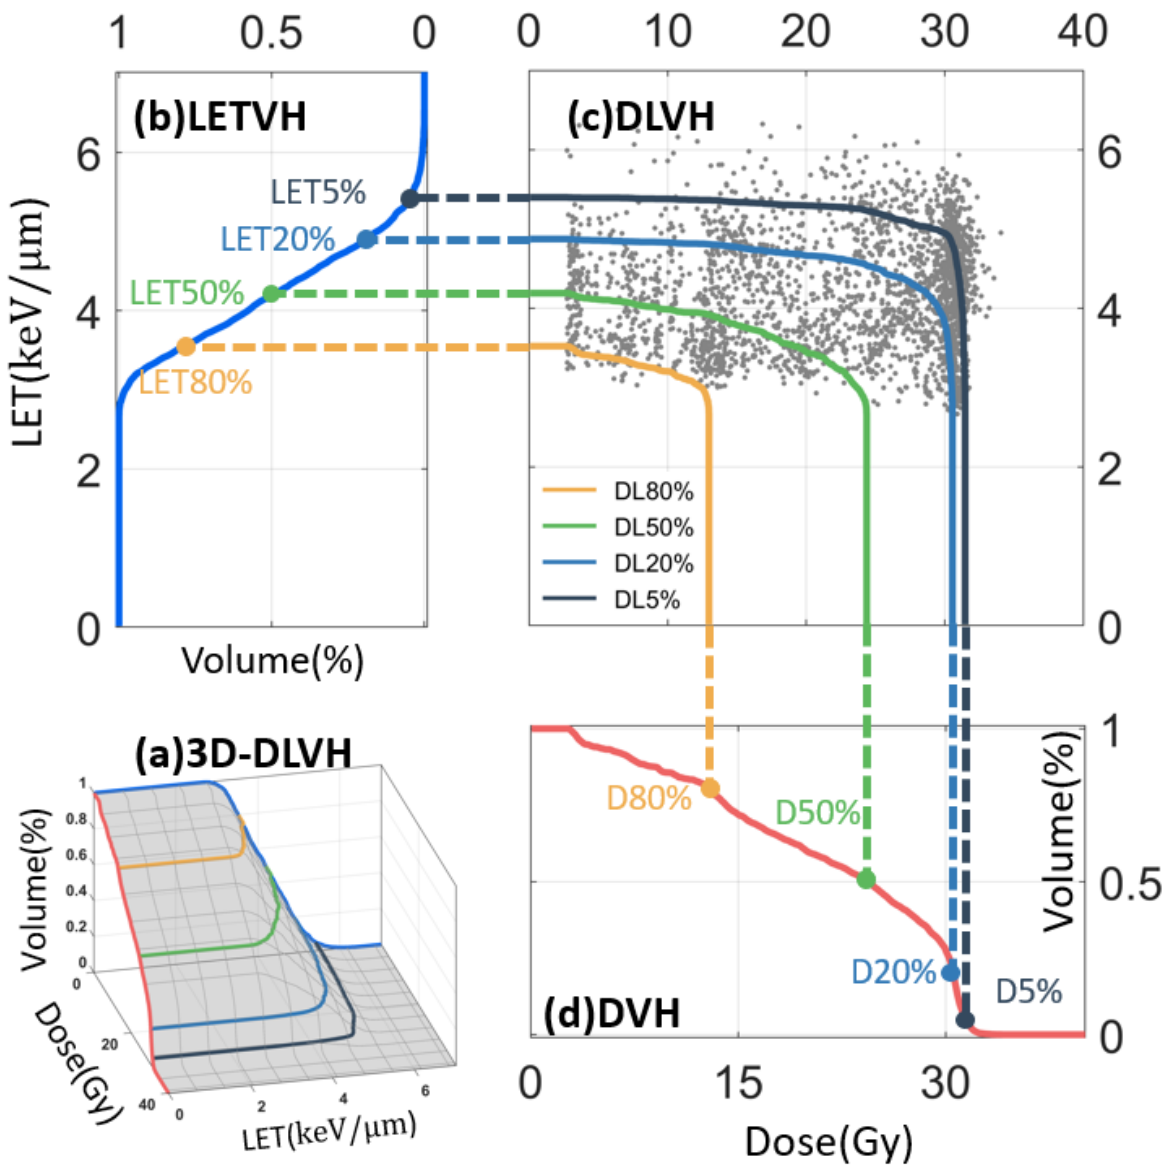 1 0.5 0 0 10 20 30 40
(b)LETVH
(c)DLVH
6
6
LET5%
LET20%
LET50%
LET80%
4
4
2
2
0
0
LET(keV/μm)
Volume(%)
DL80%
DL50%
DL20%
DL5%
(a)3D-DLVH
1
0.8
0.6
0.4
0.2
0
Volume(%)
0
20
40
Dose(Gy)
0
2
4
6
LET(keV/μm)
D80%
D50%
D20%
D5%
(d)DVH
1
0.5
0
Volume(%)
0 15 30
Dose(Gy)